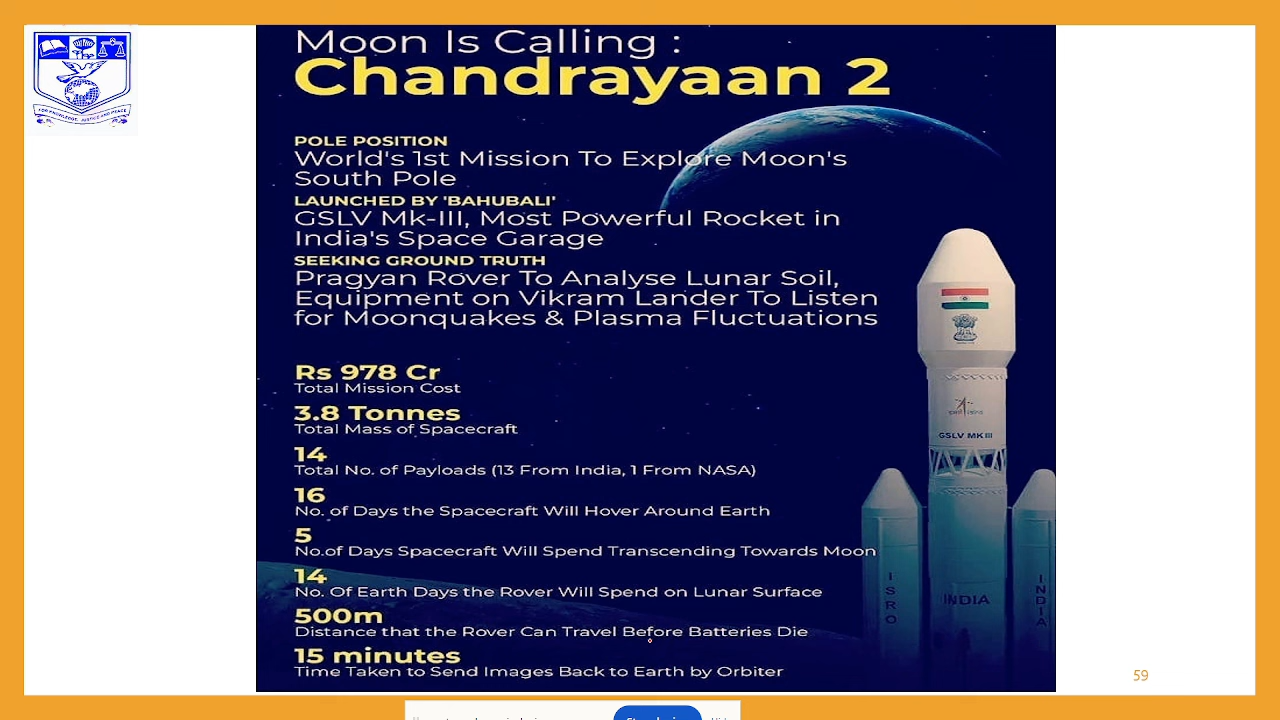 Moon Is Calling :
Chandrayaan 2
POLE POSITION
World's 1st Mission To Explore Moon's
South Pole
LAUNCHED BY 'BAHUBALI'
GSLV Mk-III, Most Powerful Rocket in
India's Space Garage
SEEKING GROUND TRUTH
Pragyan Rover To Analyse Lunar Soil,
Equipment on Vikram Lander To Listen
for Moonquakes & Plasma Fluctuations
Rs 978 Cr
Total Mission Cost
3.8 Tonnes
Total Mass of Spacecraft
14
Total No. of Payloads (13 From India, 1 From NASA)
16
No. of Days the Spacecraft Will Hover Around Earth
5
No.of Days Spacecraft Will Spend Transcending Towards Moon
14
No. Of Earth Days the Rover Will Spend on Lunar Surface
500m
Distance that the Rover Can Travel Before Batteries Die
15 minutes
Time Taken to Send Images Back to Earth by Orbiter
GSLV MK III
ISRO
INDIA
INDIA
59